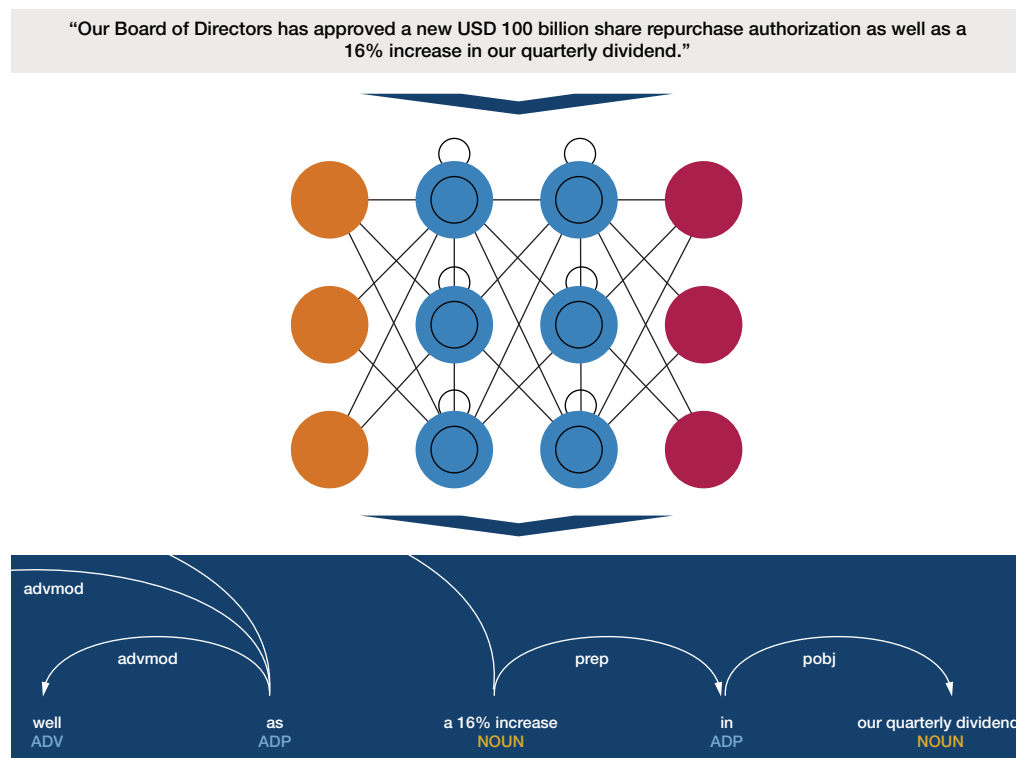 “Our Board of Directors has approved a new USD 100 billion share repurchase authorization as well as a
16% increase in our quarterly dividend.”
advmod
advmod
prep
pobj
well
as
a 16% increase
in
our quarterly dividend
ADV
ADP
NOUN
ADP
NOUN